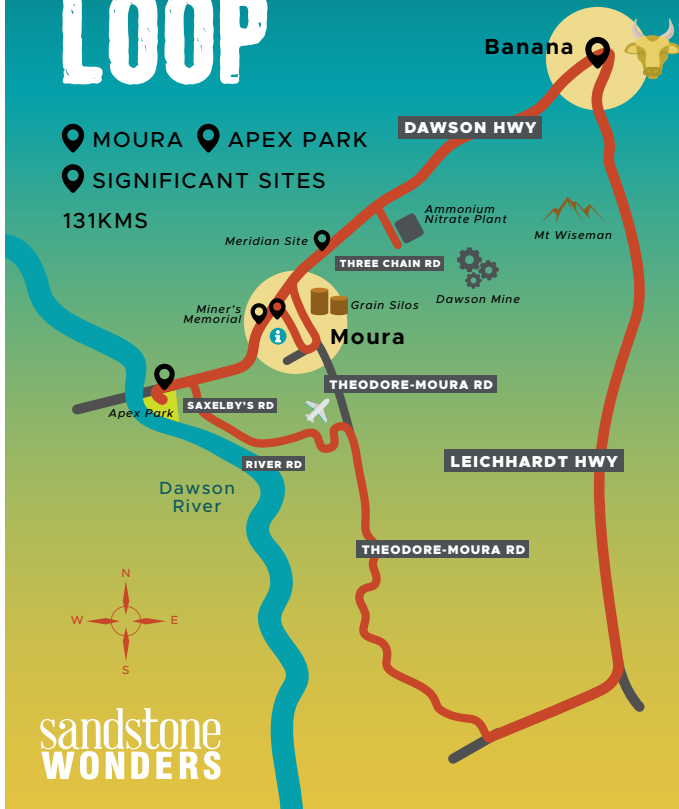 LOOP
Banana
DAWSON HWY
MOURA APEX PARK
SIGNIFICANT SITES
131KMS
Ammonium
Nitrate Plant
Mt Wiseman
Meridian Site
THREE CHAIN RD
Dawson Mine
Miner's
Memorial
Grain Silos
i
Moura
THEODORE-MOURA RD
Apex Park
SAXELBY'S RD
RIVER RD
LEICHHARDT HWY
Dawson
River
THEODORE-MOURA RD
N
W E
S
sandstone
WONDERS